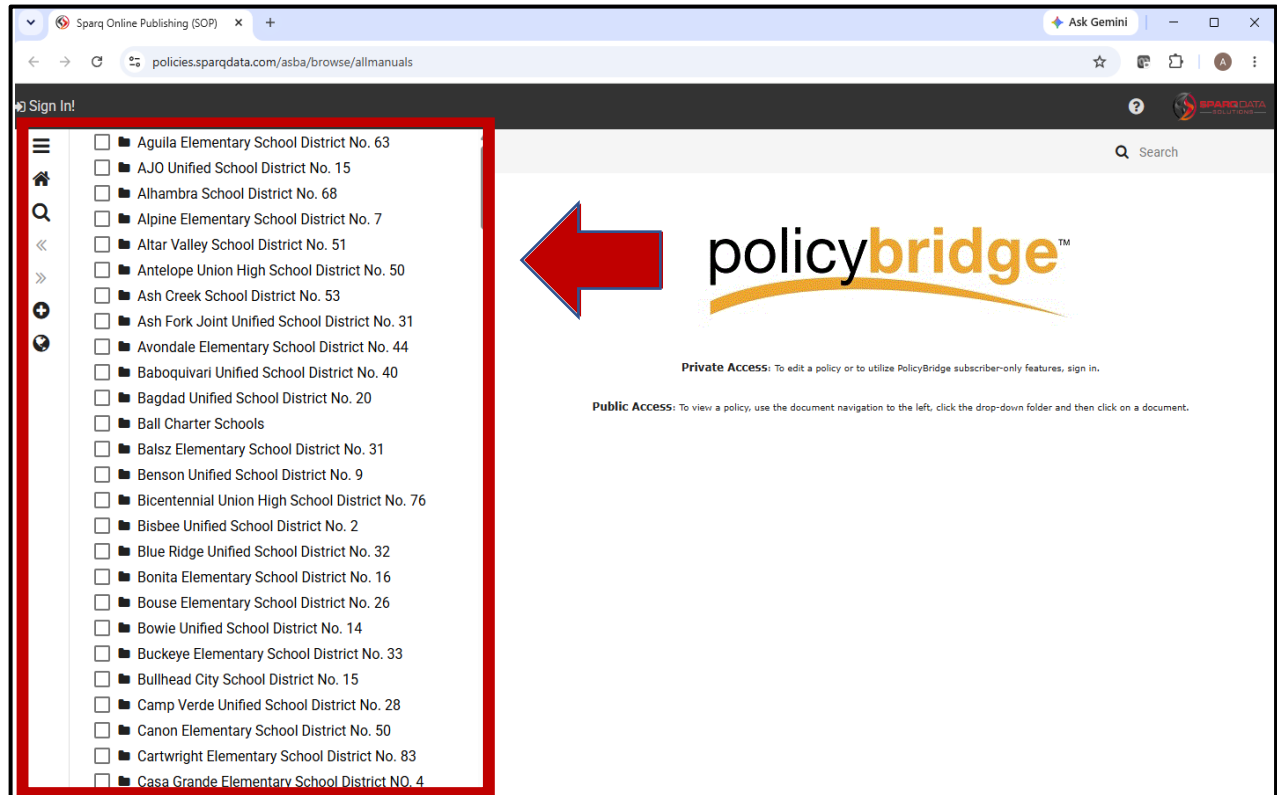 Sparq Online Publishing (SOP)
Ask Gemini
policies.sparqdata.com/asba/browse/allmanuals
A
Sign In!
SPARQ DATA
SOLUTIONS
Search
Aguila Elementary School District No. 63
AJO Unified School District No. 15
Alhambra School District No. 68
Alpine Elementary School District No. 7
Altar Valley School District No. 51
Antelope Union High School District No. 50
Ash Creek School District No. 53
Ash Fork Joint Unified School District No. 31
Avondale Elementary School District No. 44
Baboquivari Unified School District No. 40
Bagdad Unified School District No. 20
Ball Charter Schools
Balsz Elementary School District No. 31
Benson Unified School District No. 9
Bicentennial Union High School District No. 76
Bisbee Unified School District No. 2
Blue Ridge Unified School District No. 32
Bonita Elementary School District No. 16
Bouse Elementary School District No. 26
Bowie Unified School District No. 14
Buckeye Elementary School District No. 33
Bullhead City School District No. 15
Camp Verde Unified School District No. 28
Canon Elementary School District No. 50
Cartwright Elementary School District No. 83
Casa Grande Elementary School District NO. 4
policybridge™
Private Access: To edit a policy or to utilize PolicyBridge subscriber-only features, sign in.
Public Access: To view a policy, use the document navigation to the left, click the drop-down folder and then click on a document.